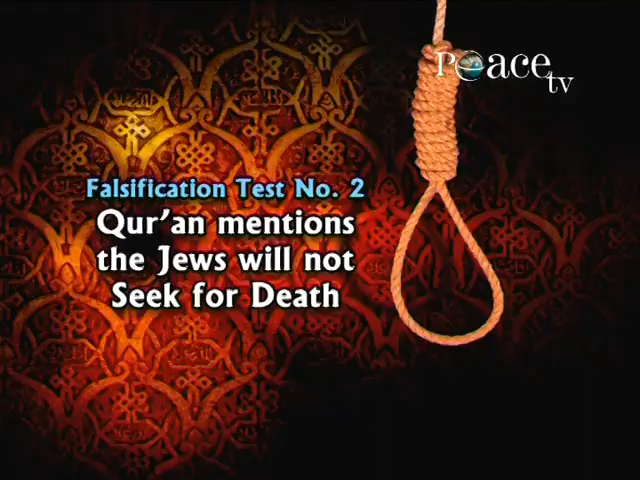 Peace tv
Falsification Test No. 2
Qur'an mentions
the Jews will not
Seek for Death